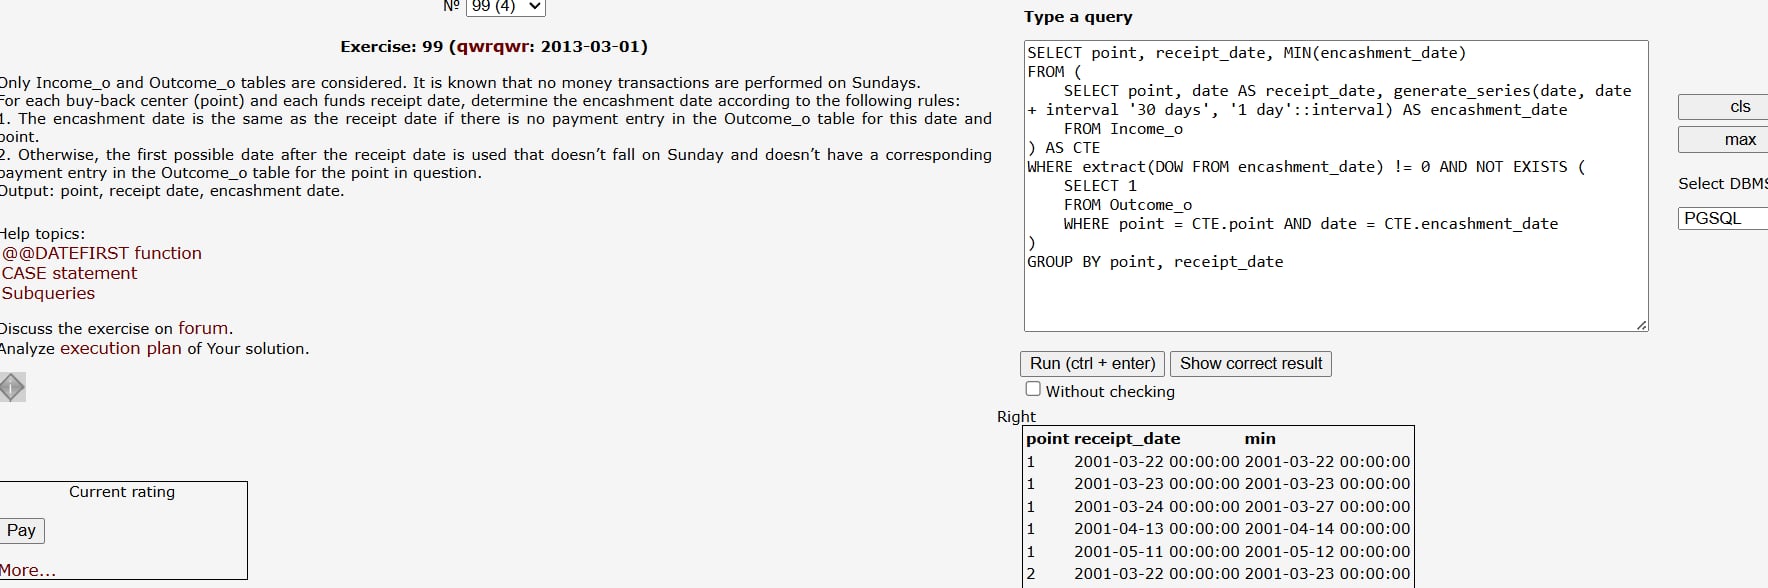 № 99 (4)
Exercise: 99 (qwrqwr: 2013-03-01)
Only Income_o and Outcome_o tables are considered. It is known that no money transactions are performed on Sundays.
For each buy-back center (point) and each funds receipt date, determine the encashment date according to the following rules:
1. The encashment date is the same as the receipt date if there is no payment entry in the Outcome_o table for this date and
point.
2. Otherwise, the first possible date after the receipt date is used that doesn’t fall on Sunday and doesn’t have a corresponding
payment entry in the Outcome_o table for the point in question.
Output: point, receipt date, encashment date.
Help topics:
@@DATEFIRST function
CASE statement
Subqueries
Discuss the exercise on forum.
Analyze execution plan of Your solution.
Current rating
Pay
More...
Type a query
SELECT point, receipt_date, MIN(encashment_date)
FROM (
SELECT point, date AS receipt_date, generate_series(date, date
+ interval '30 days', '1 day'::interval) AS encashment_date
FROM Income_o
) AS CTE
WHERE extract(DOW FROM encashment_date) != 0 AND NOT EXISTS (
SELECT 1
FROM Outcome_o
WHERE point = CTE.point AND date = CTE.encashment_date
)
GROUP BY point, receipt_date
cls
max
Select DBMS
PGSQL
Run (ctrl + enter) Show correct result
Without checking
Right
point receipt_date min
1 2001-03-22 00:00:00 2001-03-22 00:00:00
1 2001-03-23 00:00:00 2001-03-23 00:00:00
1 2001-03-24 00:00:00 2001-03-27 00:00:00
1 2001-04-13 00:00:00 2001-04-14 00:00:00
1 2001-05-11 00:00:00 2001-05-12 00:00:00
2 2001-03-22 00:00:00 2001-03-23 00:00:00